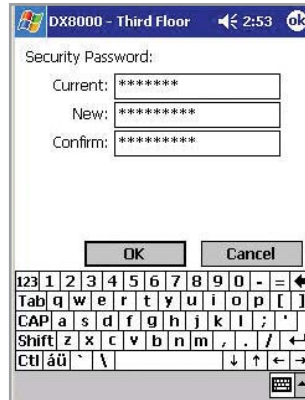 DX8000 - Third Floor 2:53 ok
Security Password:
Current: *******
New: *********
Confirm: *********
OK Cancel
123 1 2 3 4 5 6 7 8 9 0 - =
Tab q w e r t y u i o p [ ]
CAP a s d f g h j k l ; '
Shift z x c v b n m , . /
Ctl áü ` \